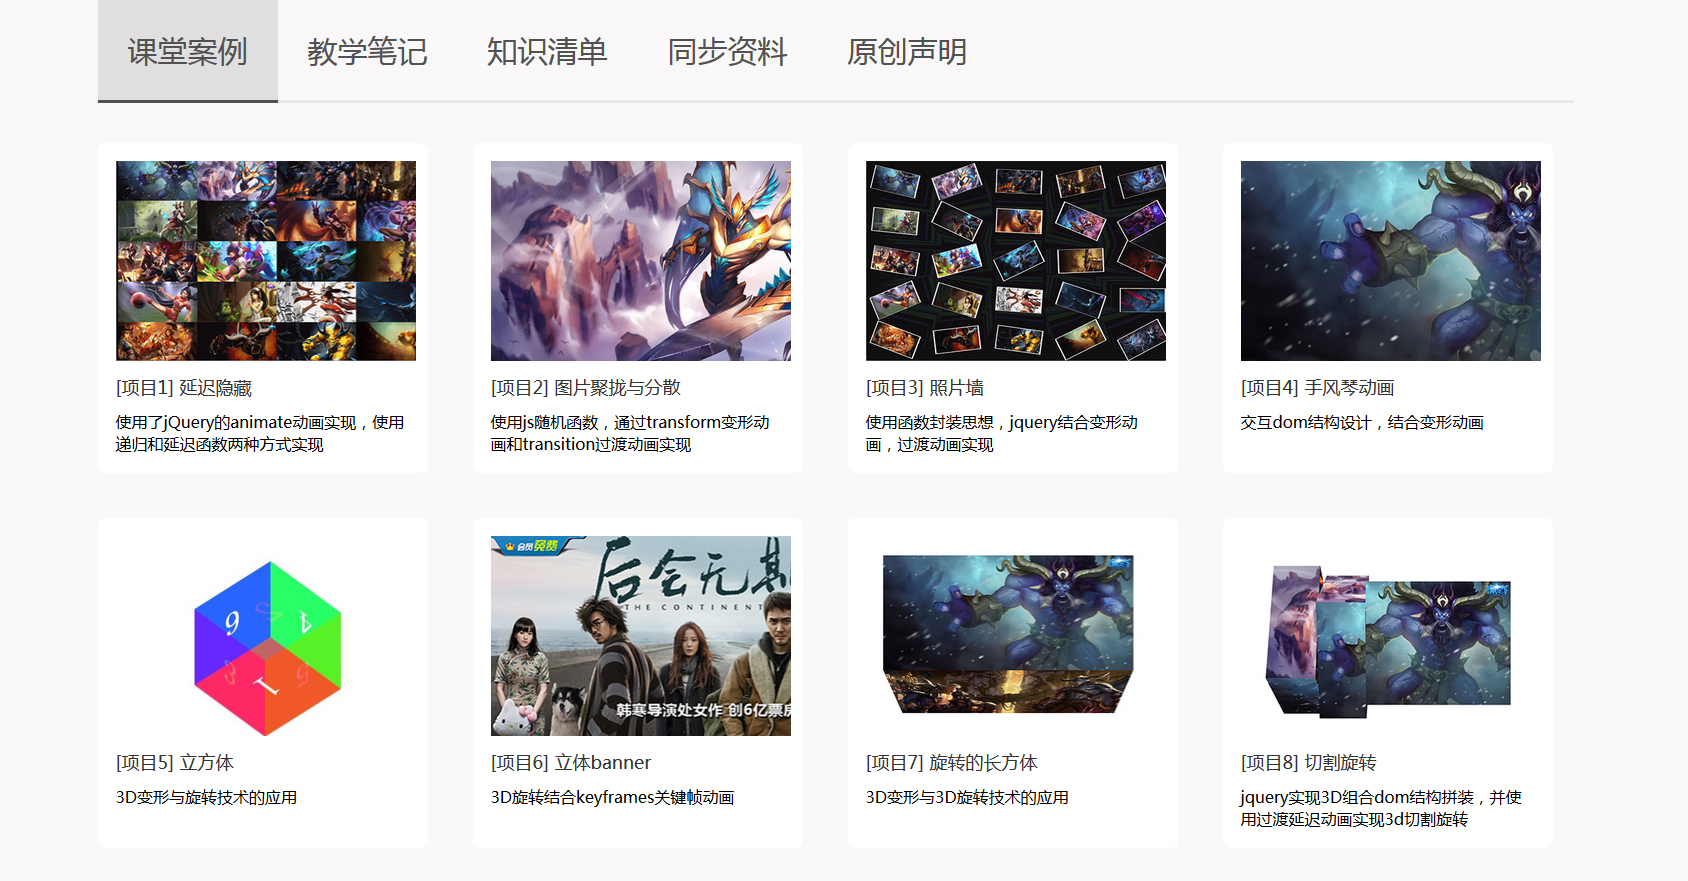 课堂案例 教学笔记 知识清单 同步资料 原创声明
[项目1] 延迟隐藏
使用了jQuery的animate动画实现，使用
递归和延迟函数两种方式实现
[项目2] 图片聚拢与分散
使用js随机函数，通过transform变形动
画和transition过渡动画实现
[项目3] 照片墙
使用函数封装思想，jquery结合变形动
画，过渡动画实现
[项目4] 手风琴动画
交互dom结构设计，结合变形动画
6
1
1
[项目5] 立方体
3D变形与旋转技术的应用
会员免费
后会无期
THE CONTINENT
韩寒导演处女作 创6亿票房
[项目6] 立体banner
3D旋转结合keyframes关键帧动画
[项目7] 旋转的长方体
3D变形与3D旋转技术的应用
[项目8] 切割旋转
jquery实现3D组合dom结构拼装，并使
用过渡延迟动画实现3d切割旋转